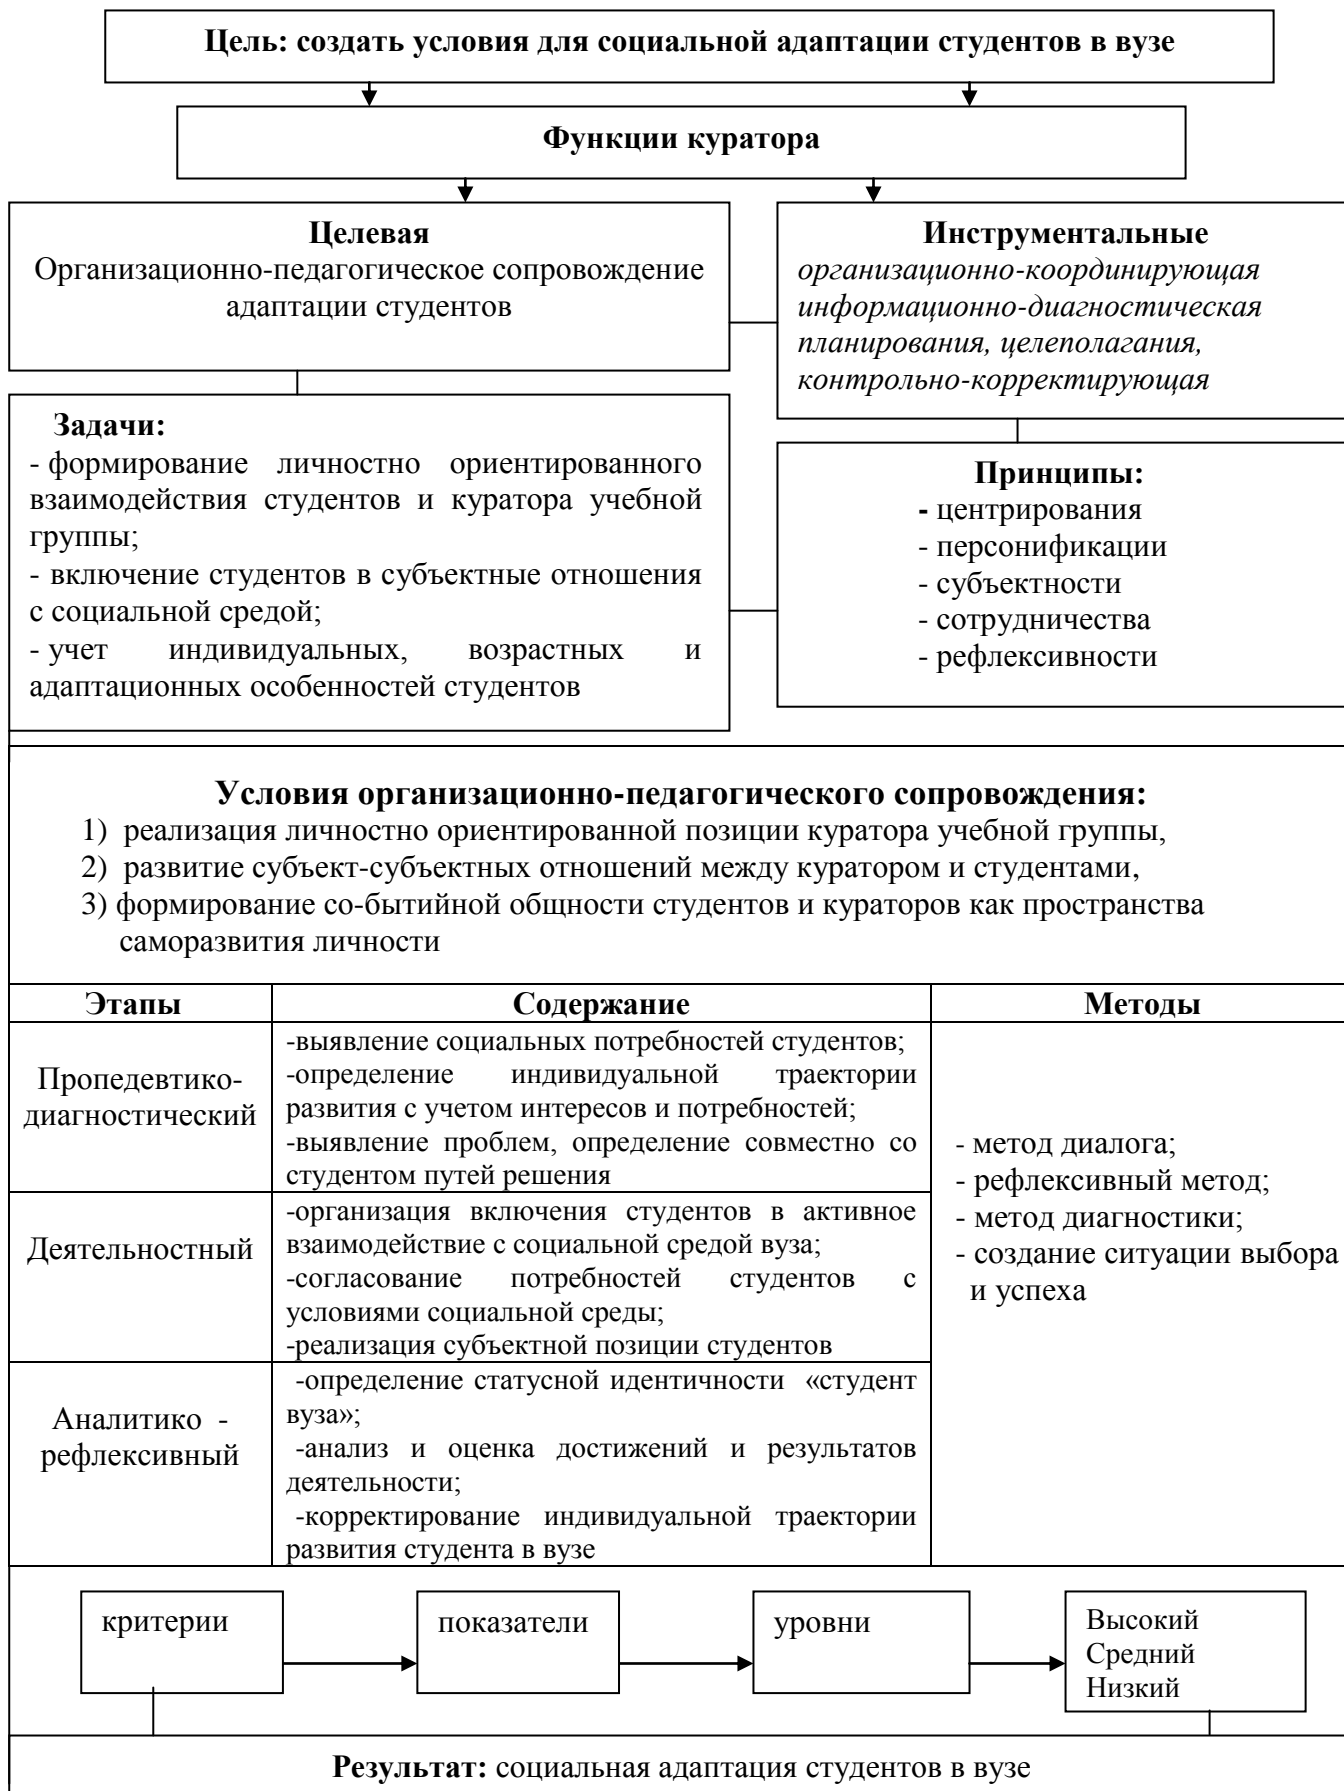 Цель: создать условия для социальной адаптации студентов в вузе
Функции куратора
Целевая
Организационно-педагогическое сопровождение
адаптации студентов
Инструментальные
организационно-координирующая
информационно-диагностическая
планирования, целеполагания,
контрольно-корректирующая
Задачи:
- формирование личностно ориентированного
взаимодействия студентов и куратора учебной
группы;
- включение студентов в субъектные отношения
с социальной средой;
- учет индивидуальных, возрастных и
адаптационных особенностей студентов
Принципы:
- центрирования
- персонификации
- субъектности
- сотрудничества
- рефлексивности
Условия организационно-педагогического сопровождения:
1) реализация личностно ориентированной позиции куратора учебной группы,
2) развитие субъект-субъектных отношений между куратором и студентами,
3) формирование со-бытийной общности студентов и кураторов как пространства
саморазвития личности
Этапы Содержание Методы
Пропедевтико-
диагностический
-выявление социальных потребностей студентов;
-определение индивидуальной траектории
развития с учетом интересов и потребностей;
-выявление проблем, определение совместно со
студентом путей решения
Деятельностный
-организация включения студентов в активное
взаимодействие с социальной средой вуза;
-согласование потребностей студентов с
условиями социальной среды;
-реализация субъектной позиции студентов
Аналитико -
рефлексивный
-определение статусной идентичности «студент
вуза»;
-анализ и оценка достижений и результатов
деятельности;
-корректирование индивидуальной траектории
развития студента в вузе
- метод диалога;
- рефлексивный метод;
- метод диагностики;
- создание ситуации выбора
и успеха
критерии
показатели
уровни
Высокий
Средний
Низкий
Результат: социальная адаптация студентов в вузе